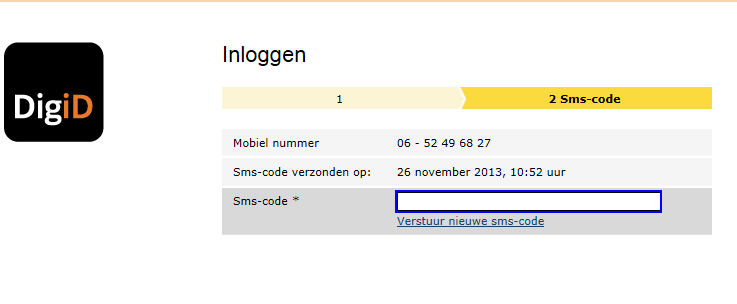 Inloggen
DigiD
1
2 Sms-code
Mobiel nummer 06 - 52 49 68 27
Sms-code verzonden op: 26 november 2013, 10:52 uur
Sms-code *
Verstuur nieuwe sms-code